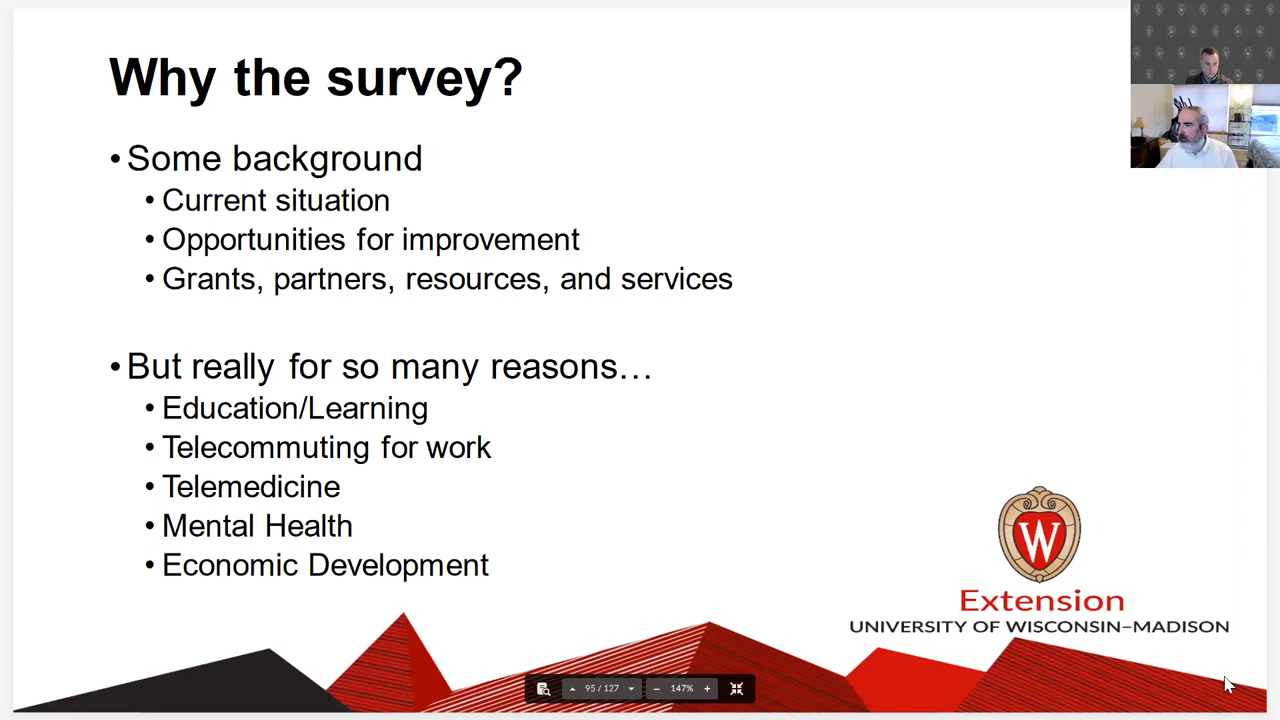 Why the survey?
• Some background
• Current situation
• Opportunities for improvement
• Grants, partners, resources, and services
• But really for so many reasons…
• Education/Learning
• Telecommuting for work
• Telemedicine
• Mental Health
• Economic Development
W
Extension
UNIVERSITY OF WISCONSIN–MADISON
95 / 127
147%